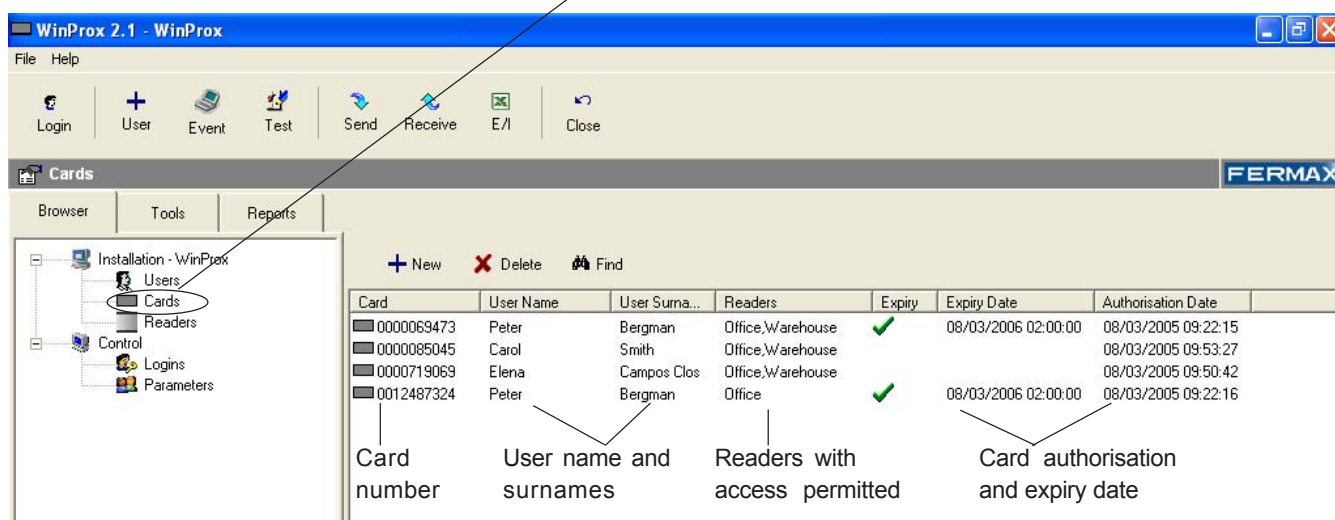 WinProx 2.1 - WinProx
File Help
Login User Event Test Send Receive E/I Close
Cards FERMAX
Browser Tools Reports
Installation - WinProx
Users
Cards
Readers
Control
Logins
Parameters
New Delete Find
Card User Name User Surna... Readers Expiry Expiry Date Authorisation Date
0000069473 Peter Bergman Office,Warehouse 08/03/2006 02:00:00 08/03/2005 09:22:15
0000085045 Carol Smith Office,Warehouse 08/03/2005 09:53:27
0000719069 Elena Campos Clos Office,Warehouse 08/03/2005 09:50:42
0012487324 Peter Bergman Office 08/03/2006 02:00:00 08/03/2005 09:22:16
Card
number
User name and
surnames
Readers with
access permitted
Card authorisation
and expiry date